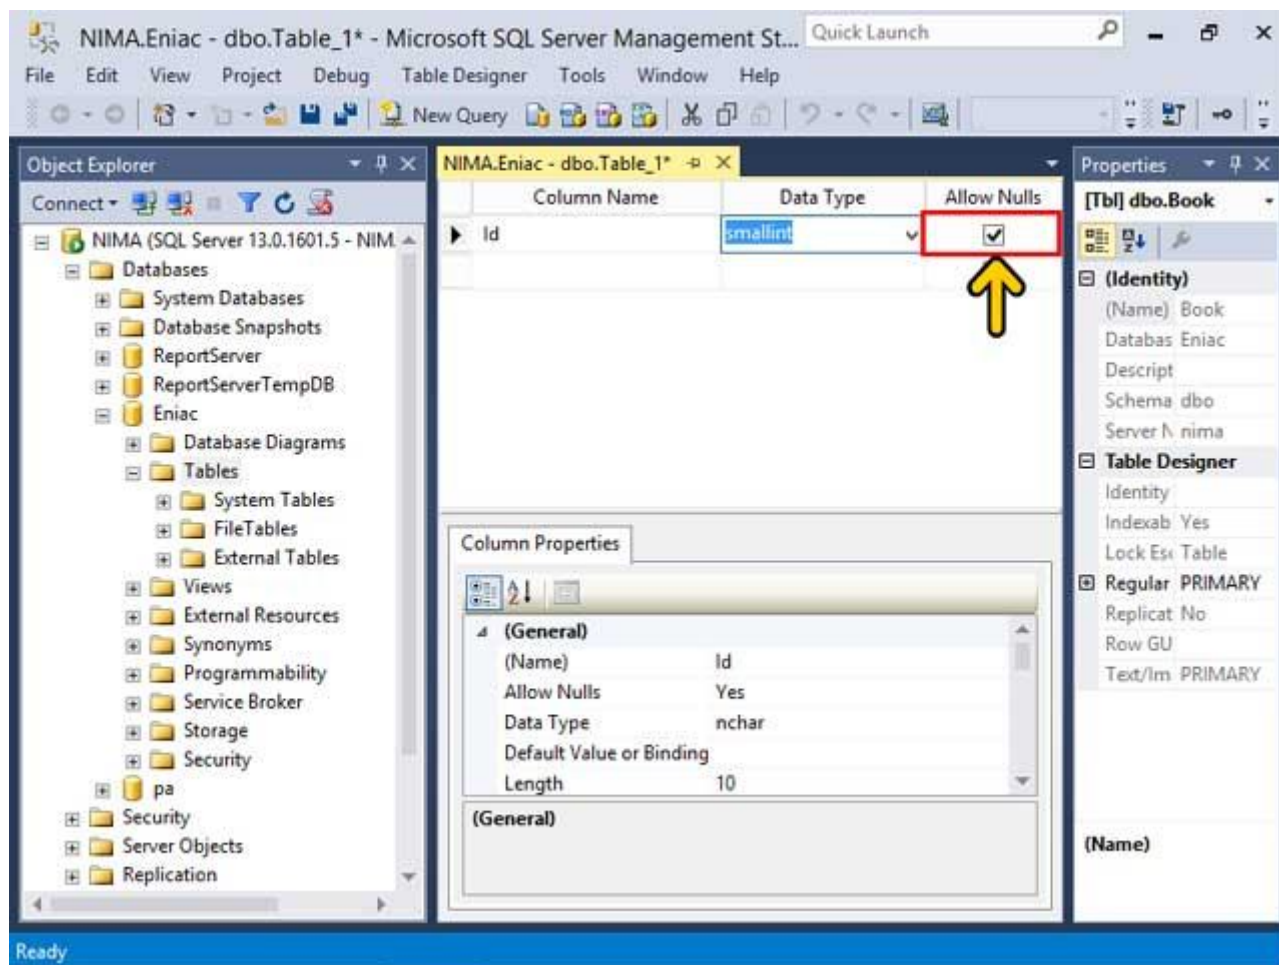 NIMA.Eniac - dbo.Table_1* - Microsoft SQL Server Management St...
Quick Launch
File Edit View Project Debug Table Designer Tools Window Help
New Query
Object Explorer
Connect
NIMA (SQL Server 13.0.1601.5 - NIM
Databases
System Databases
Database Snapshots
ReportServer
ReportServerTempDB
Eniac
Database Diagrams
Tables
System Tables
FileTables
External Tables
Views
External Resources
Synonyms
Programmability
Service Broker
Storage
Security
pa
Security
Server Objects
Replication
NIMA.Eniac - dbo.Table_1*
Column Name Data Type Allow Nulls
Id smallint
Column Properties
(General)
(Name) Id
Allow Nulls Yes
Data Type nchar
Default Value or Binding
Length 10
(General)
Properties
[Tbl] dbo.Book
(Identity)
(Name) Book
Databas Eniac
Descript
Schema dbo
Server N nima
Table Designer
Identity
Indexab Yes
Lock Esc Table
Regular PRIMARY
Replicat No
Row GU
Text/Im PRIMARY
(Name)
Ready